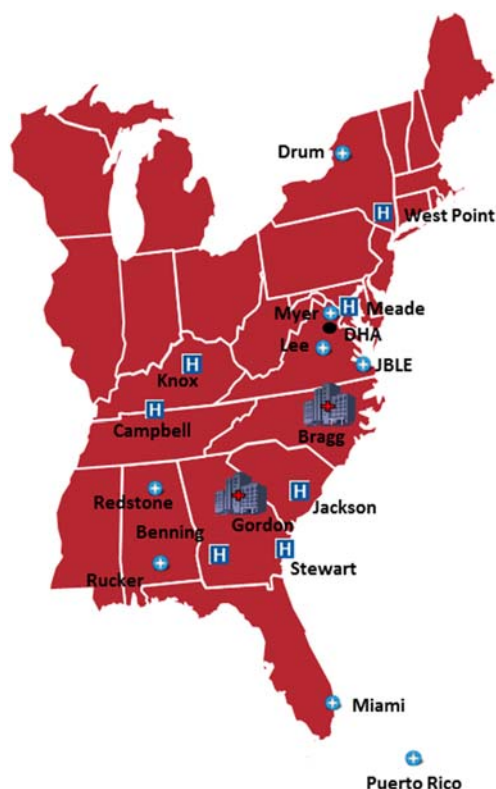 Drum
H
West Point
H
Myer
Meade
DHA
Lee
H
JBLE
Knox
H
Campbell
Bragg
Redstone
H
Jackson
Gordon
Benning
H
H
Stewart
Rucker
Miami
Puerto Rico